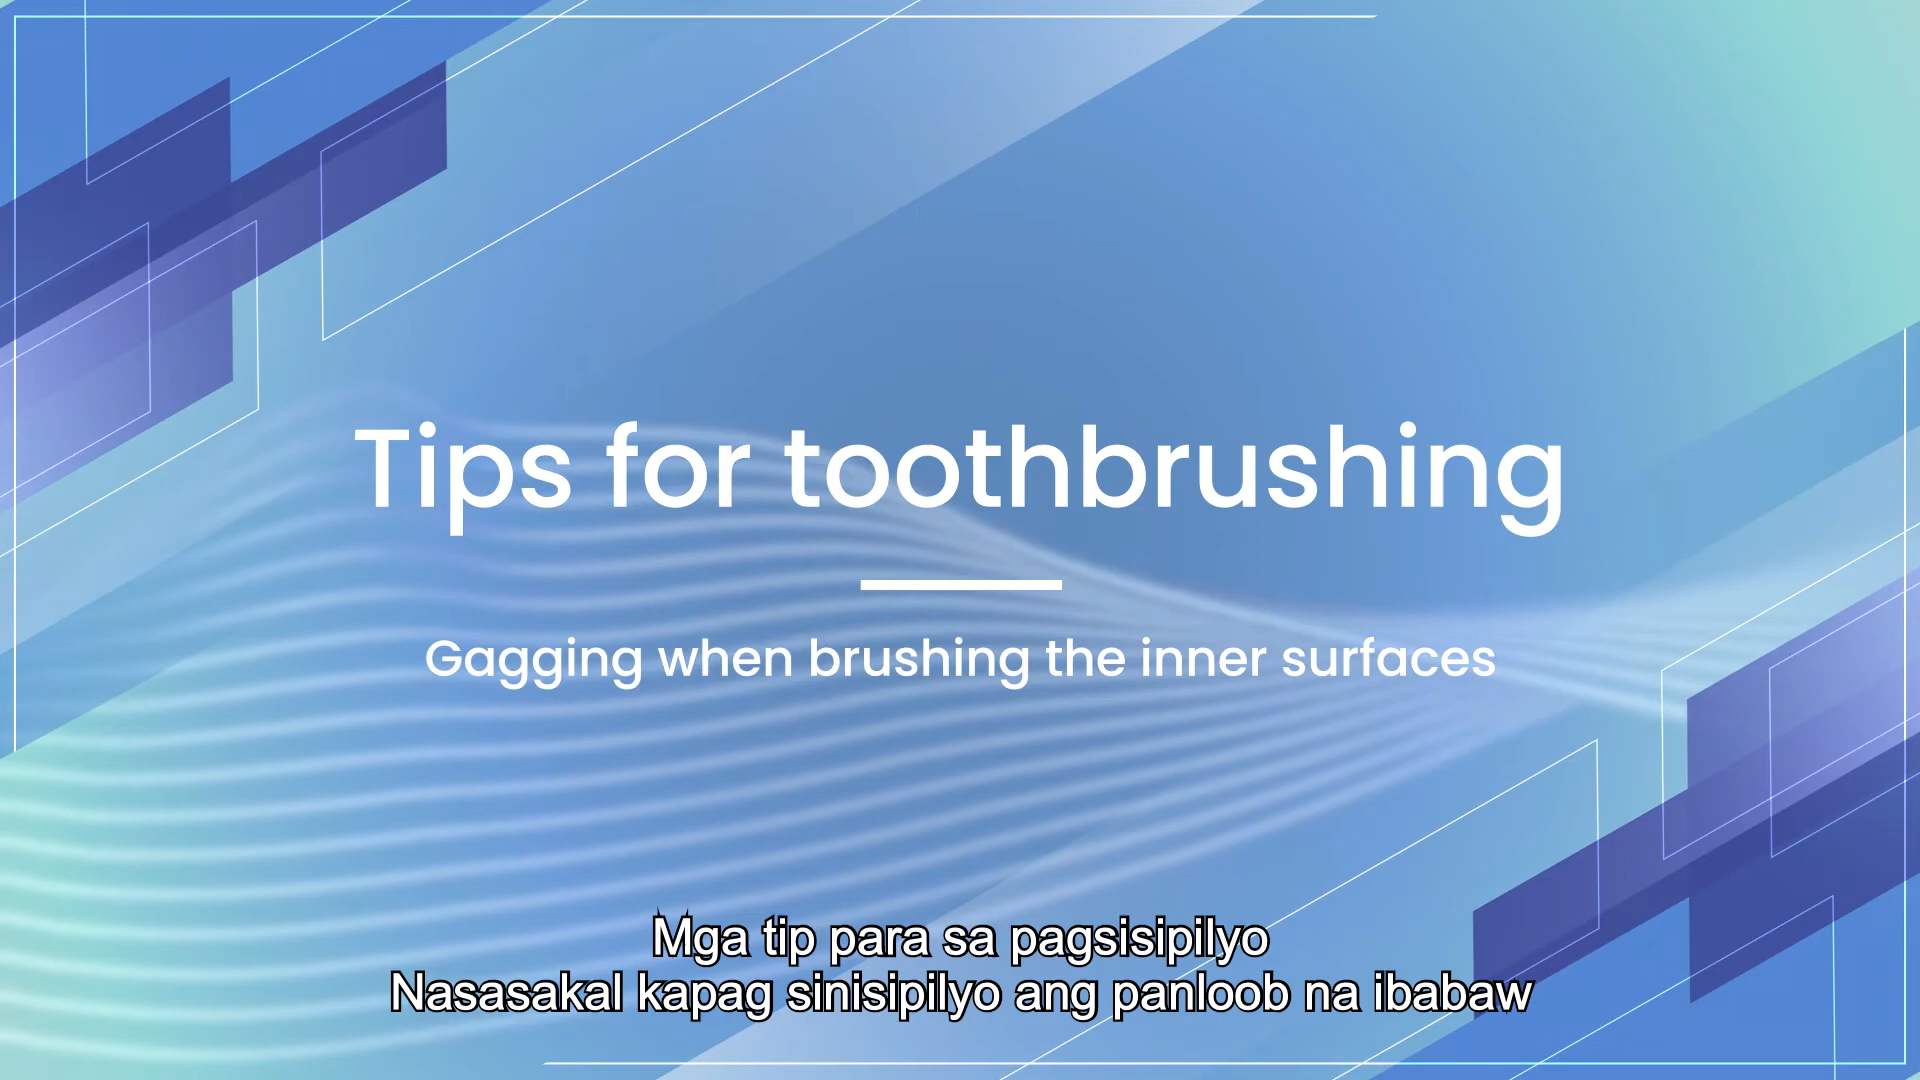 Tips for toothbrushing
Gagging when brushing the inner surfaces
Mga tip para sa pagsisipilyo
Nasasakal kapag sinisipilyo ang panloob na ibabaw